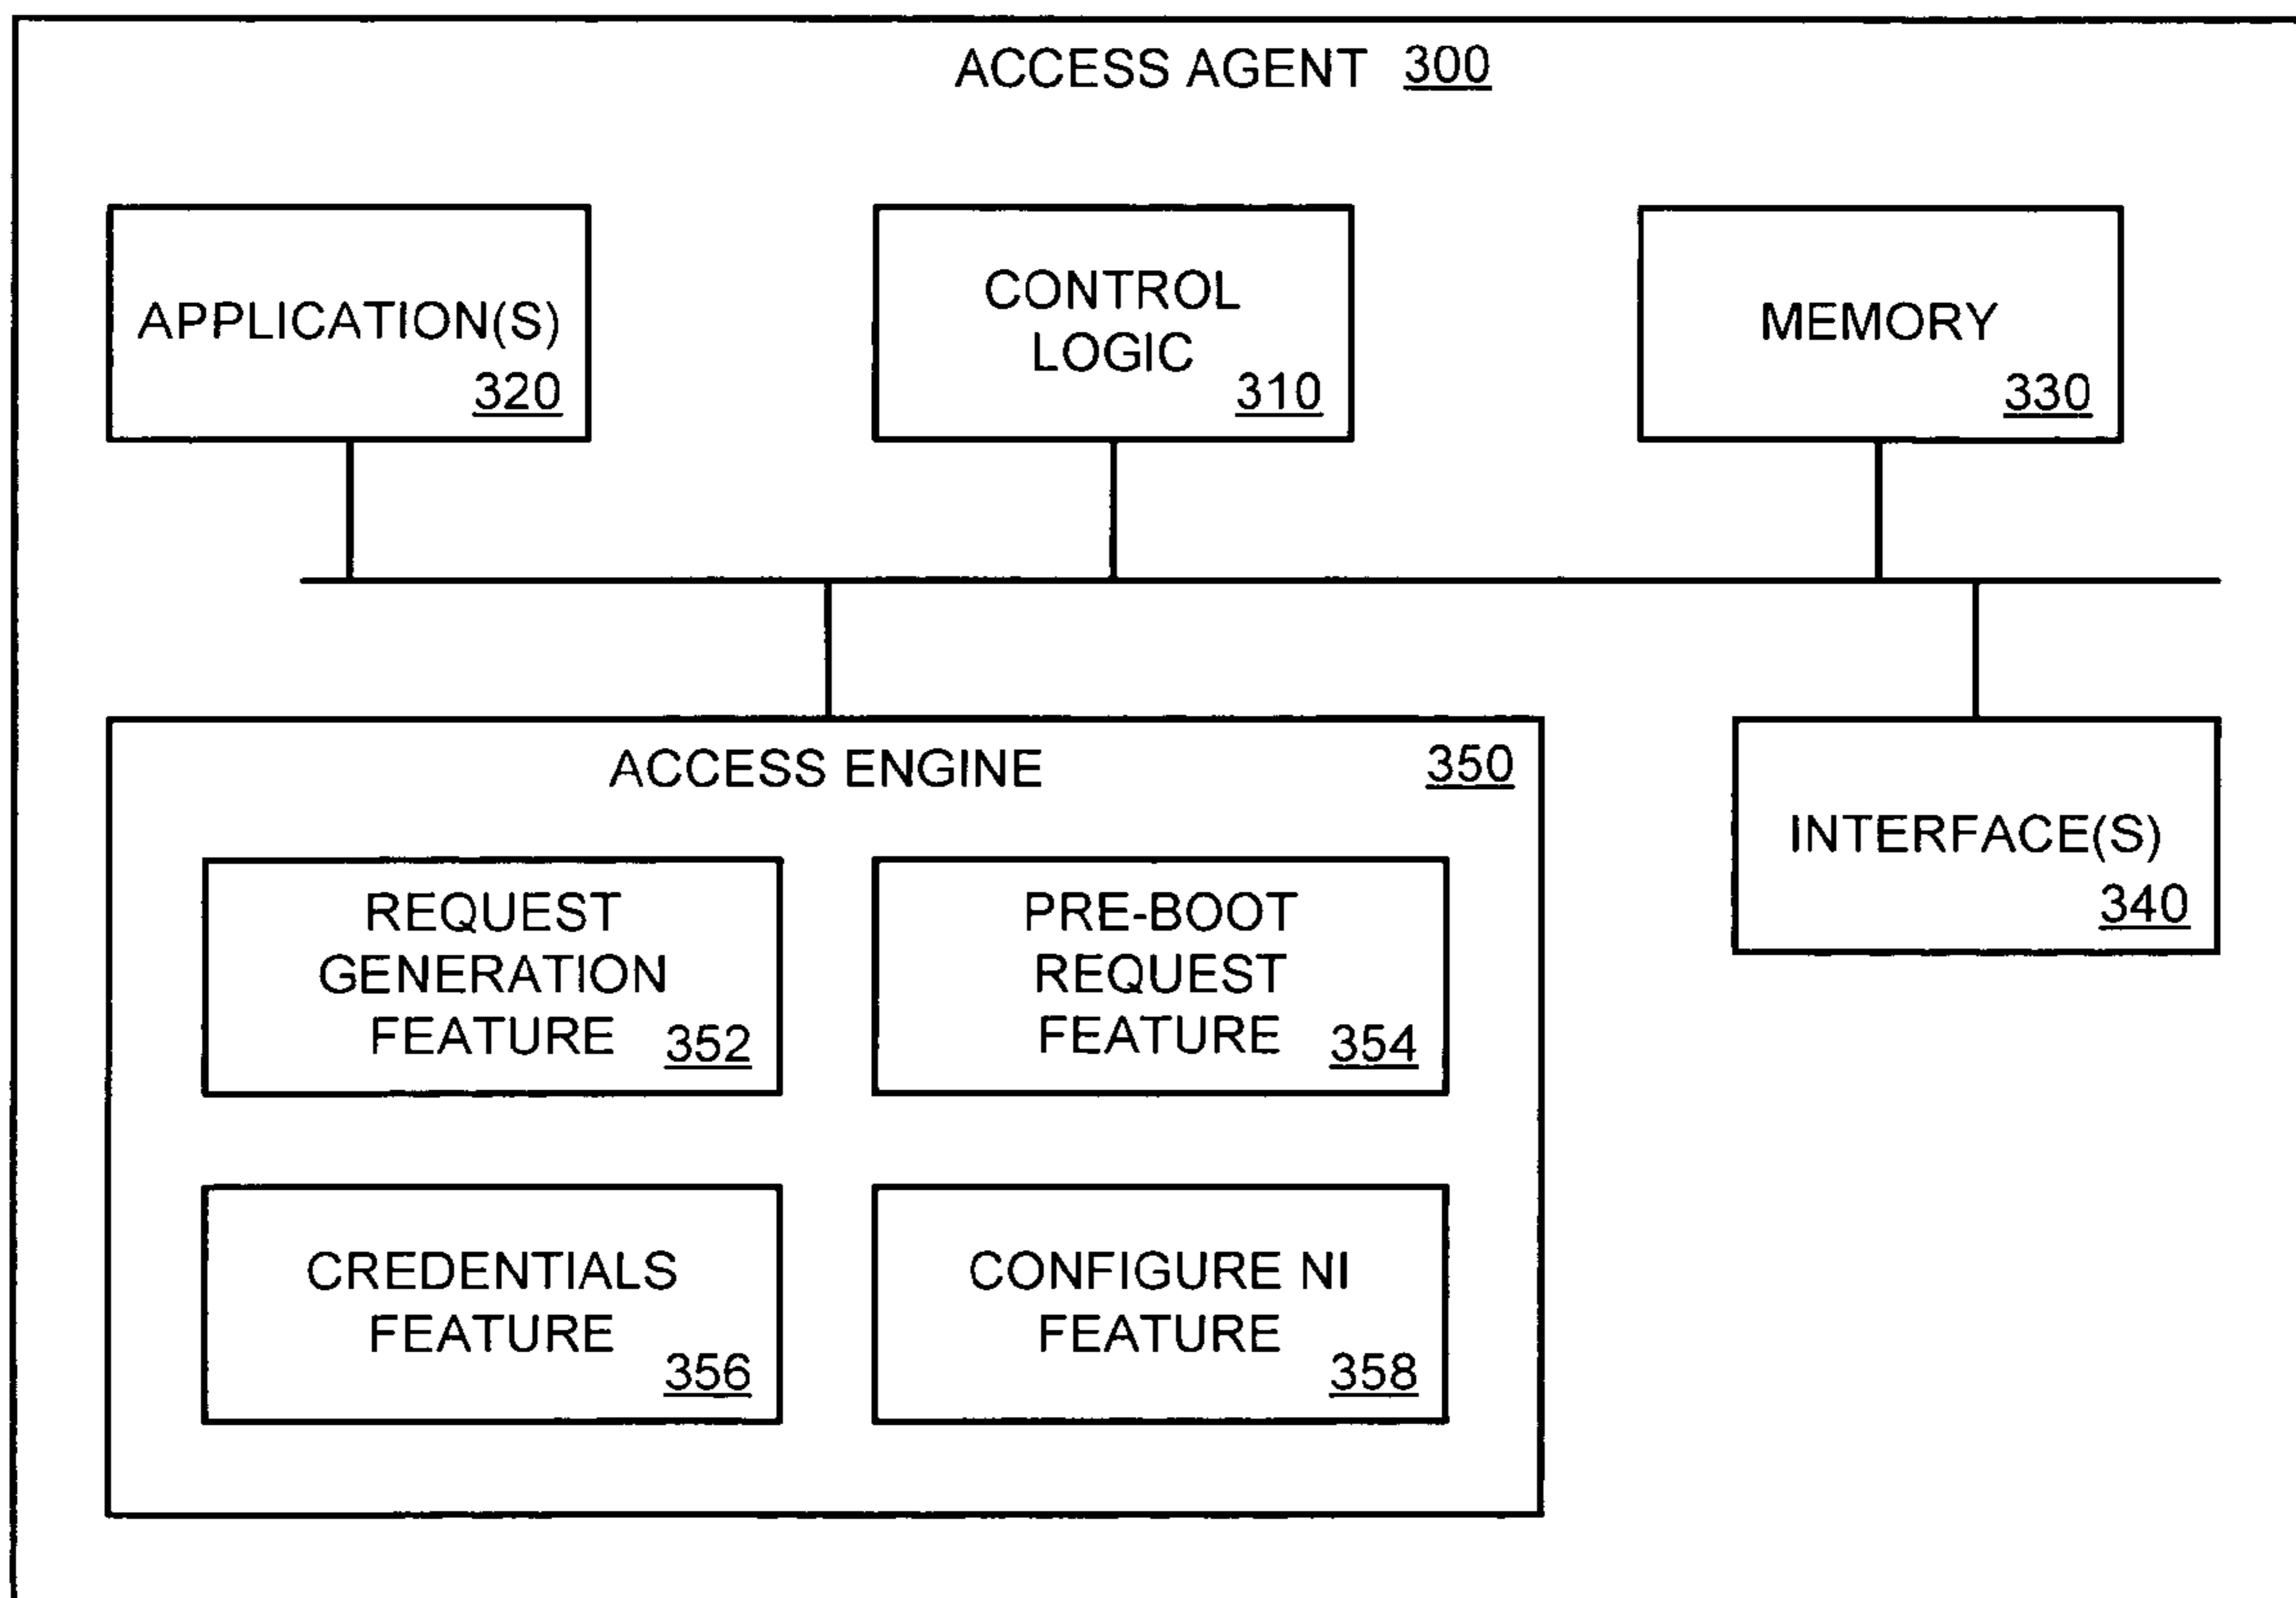 ACCESS AGENT 300
APPLICATION(S)
320
CONTROL
LOGIC
310
MEMORY
330
ACCESS ENGINE 350
REQUEST
GENERATION
FEATURE 352
PRE-BOOT
REQUEST
FEATURE 354
CREDENTIALS
FEATURE
356
CONFIGURE NI
FEATURE
358
INTERFACE(S)
340